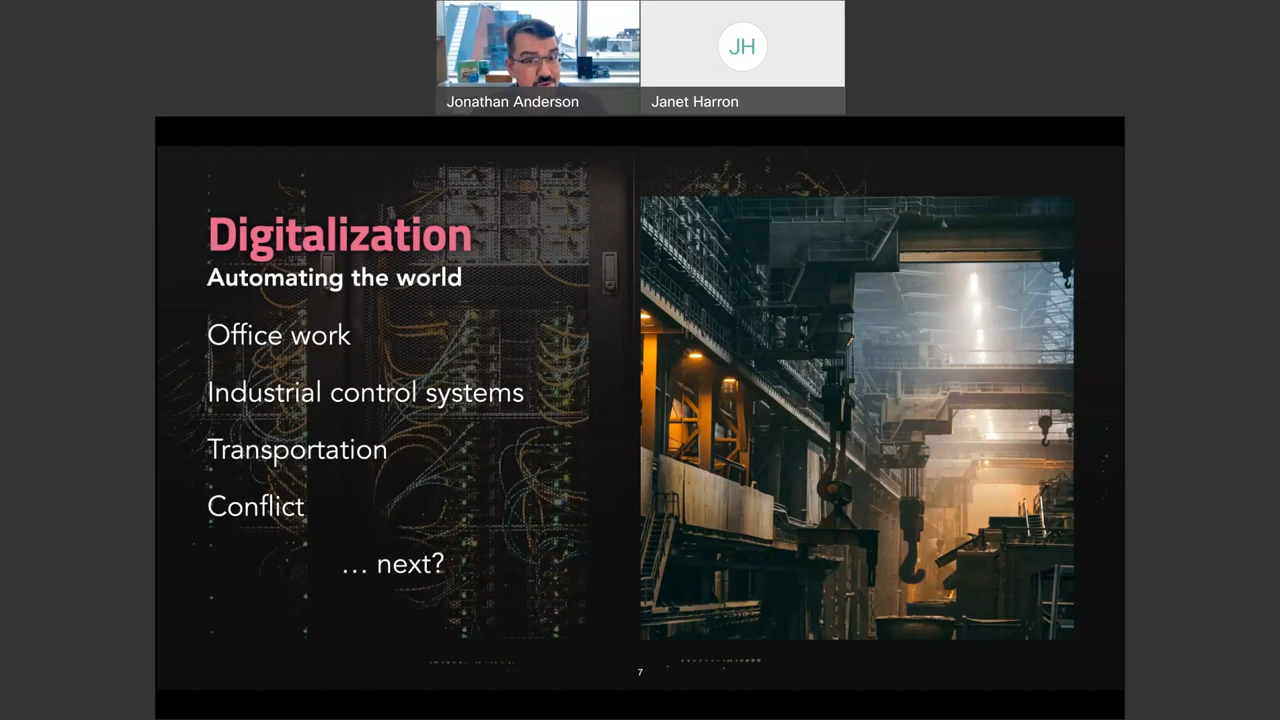 JH
Jonathan Anderson
Janet Harron
Digitalization
Automating the world
Office work
Industrial control systems
Transportation
Conflict
… next?
7